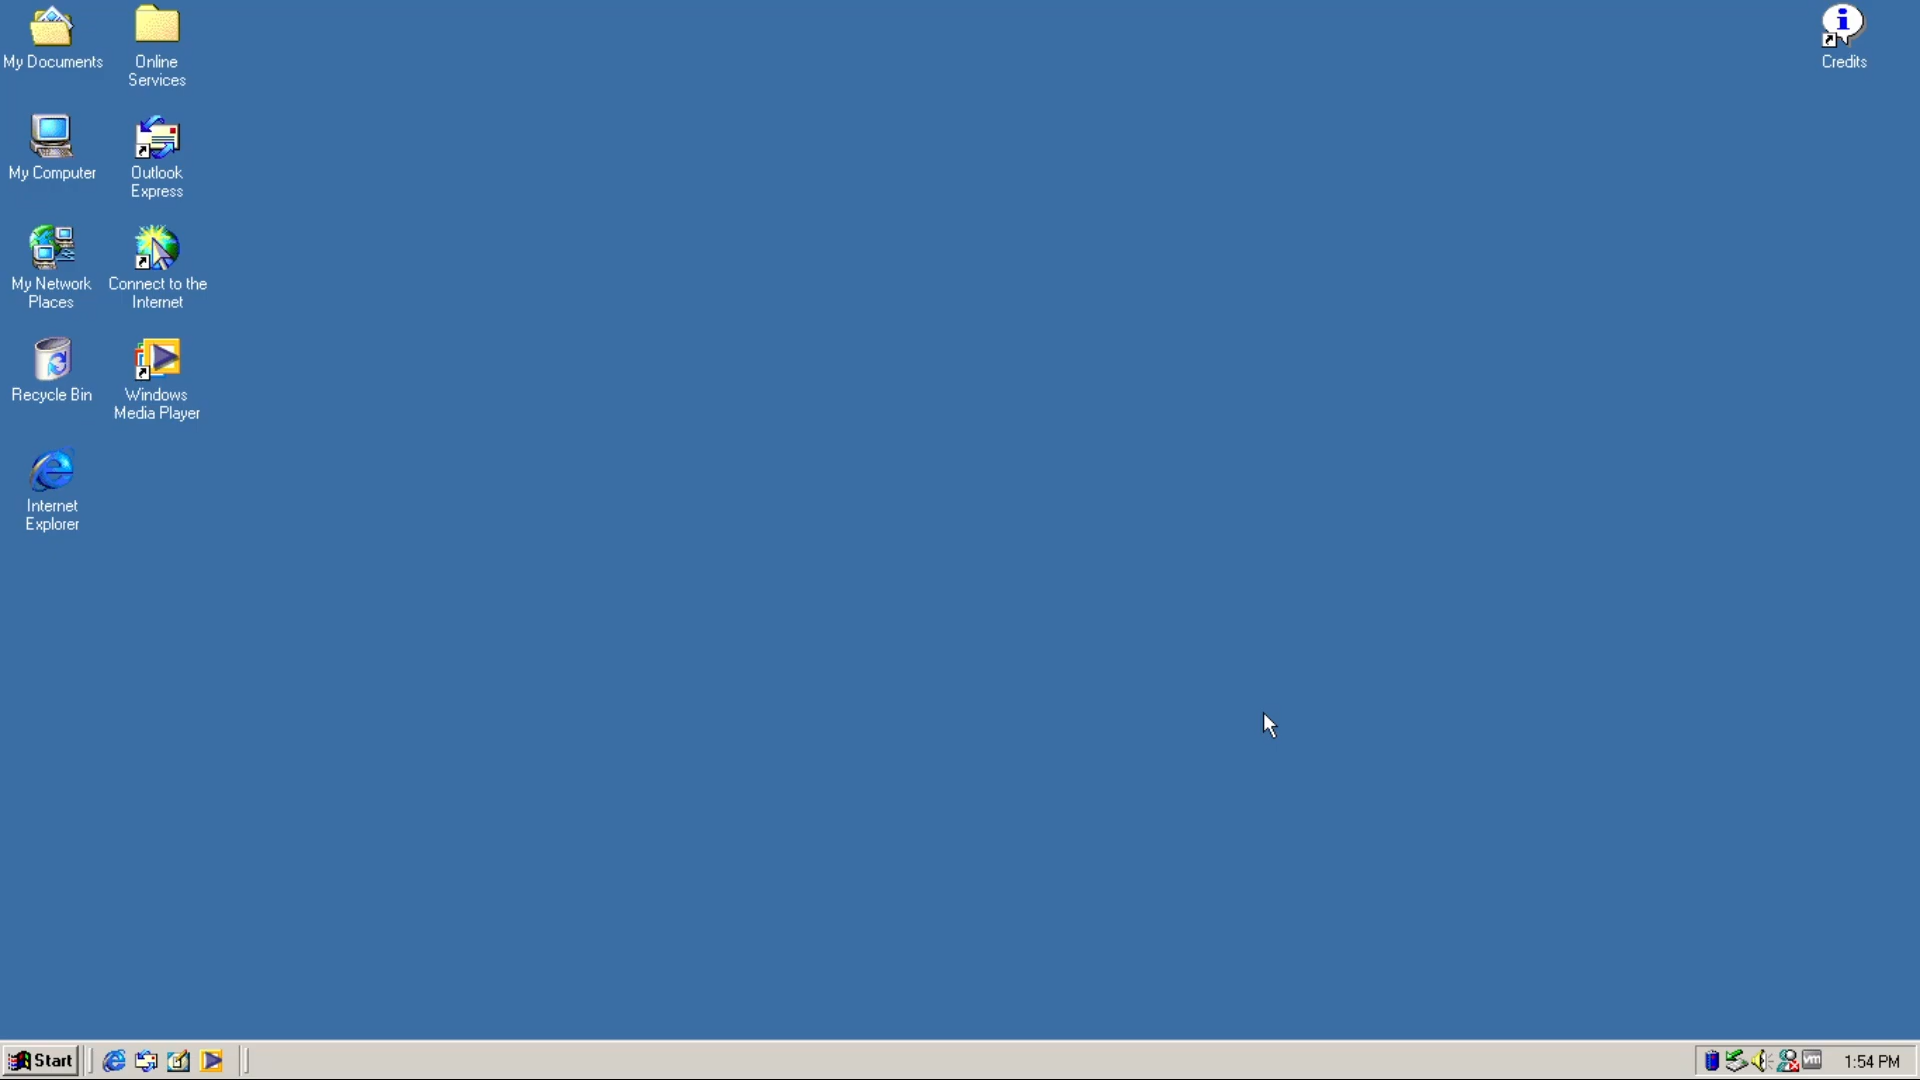 My Documents
Online
Services
Credits
My Computer
Outlook
Express
My Network
Places
Connect to the
Internet
Recycle Bin
Windows
Media Player
Internet
Explorer
Start
vm
1:54 PM